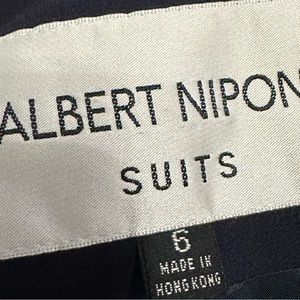 ALBERT NIPON
SUITS
6
MADE IN
HONG KONG